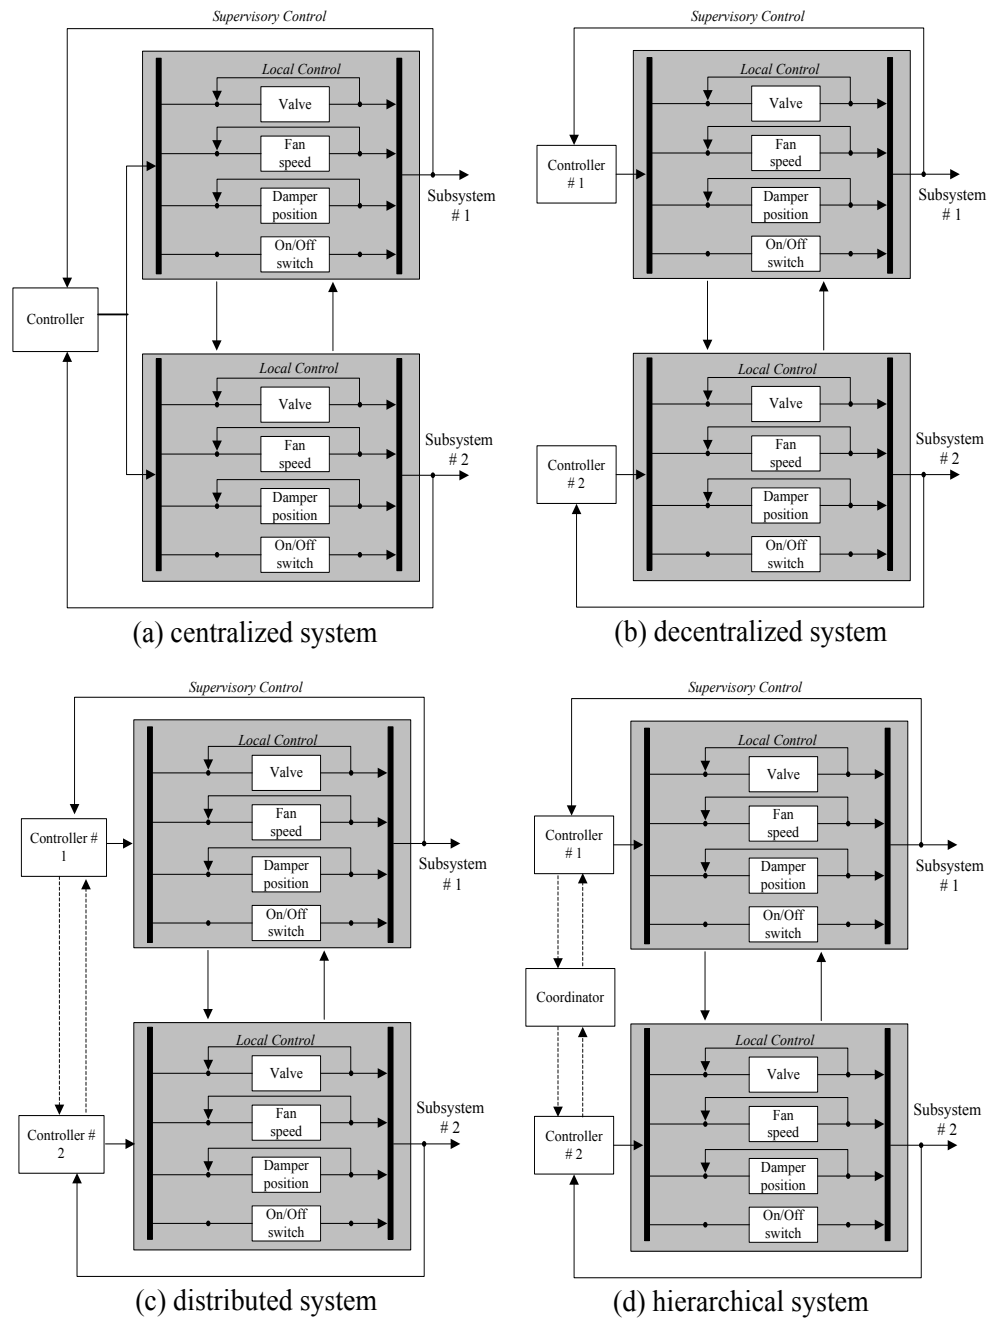 Supervisory Control
Local Control
Valve
Fan
speed
Damper
position
On/Off
switch
Subsystem
# 1
Controller
Local Control
Valve
Fan
speed
Damper
position
On/Off
switch
Subsystem
# 2
(a) centralized system
Supervisory Control
Local Control
Valve
Fan
speed
Damper
position
On/Off
switch
Controller
# 1
Subsystem
# 1
Local Control
Valve
Fan
speed
Damper
position
On/Off
switch
Controller
# 2
Subsystem
# 2
(b) decentralized system
Supervisory Control
Local Control
Valve
Fan
speed
Damper
position
On/Off
switch
Controller #
1
Subsystem
# 1
Local Control
Valve
Fan
speed
Damper
position
On/Off
switch
Controller #
2
Subsystem
# 2
(c) distributed system
Supervisory Control
Local Control
Valve
Fan
speed
Damper
position
On/Off
switch
Controller
# 1
Subsystem
# 1
Coordinator
Local Control
Valve
Fan
speed
Damper
position
On/Off
switch
Controller
# 2
Subsystem
# 2
(d) hierarchical system